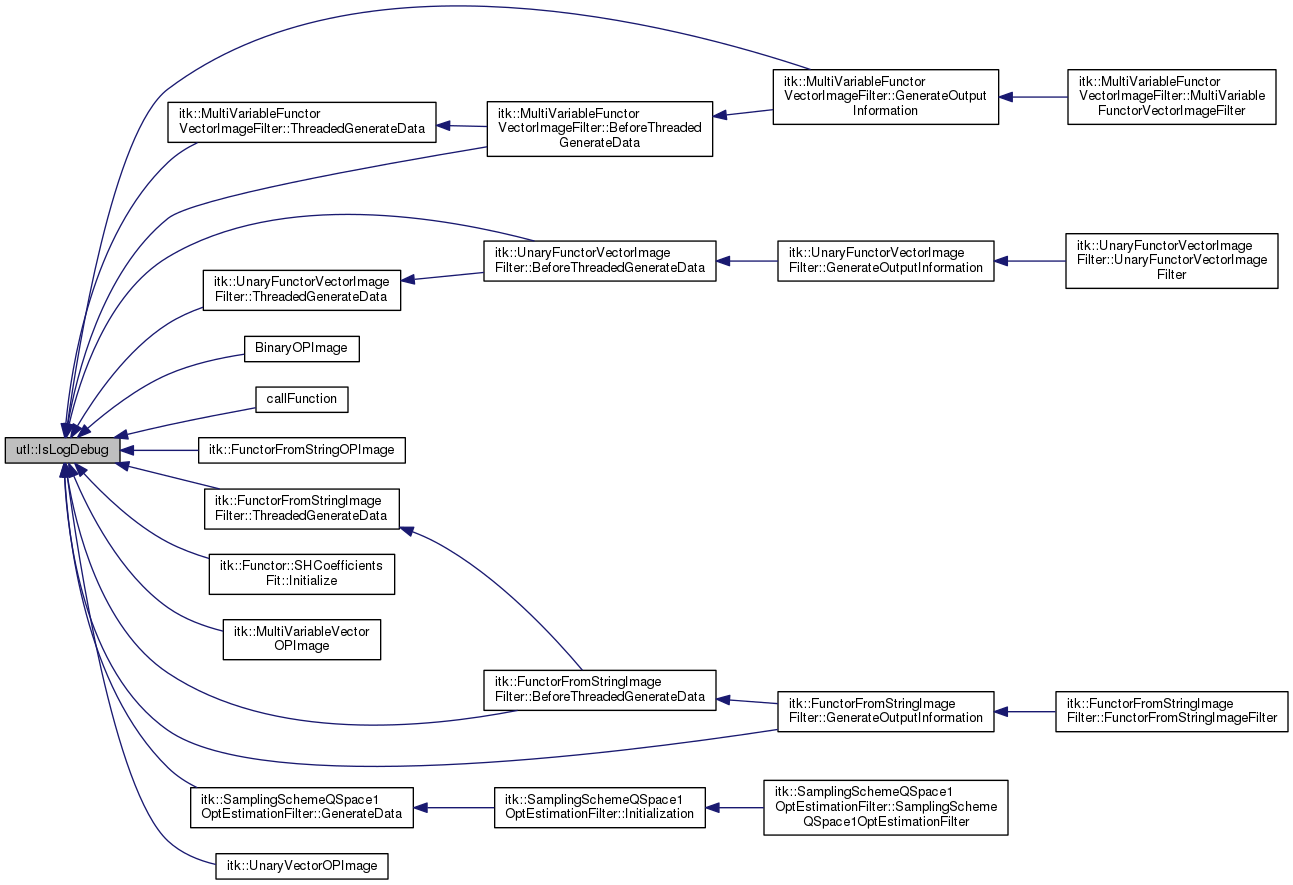 itk::MultiVariableFunctor
VectorImageFilter::GenerateOutput
Information
itk::MultiVariableFunctor
VectorImageFilter::MultiVariable
FunctorVectorImageFilter
itk::MultiVariableFunctor
VectorImageFilter::ThreadedGenerateData
itk::MultiVariableFunctor
VectorImageFilter::BeforeThreaded
GenerateData
itk::UnaryFunctorVectorImage
Filter::BeforeThreadedGenerateData
itk::UnaryFunctorVectorImage
Filter::GenerateOutputInformation
itk::UnaryFunctorVectorImage
Filter::UnaryFunctorVectorImage
Filter
itk::UnaryFunctorVectorImage
Filter::ThreadedGenerateData
BinaryOPImage
callFunction
utl::IsLogDebug
itk::FunctorFromStringOPImage
itk::FunctorFromStringImage
Filter::ThreadedGenerateData
itk::Functor::SHCoefficients
Fit::Initialize
itk::MultiVariableVector
OPImage
itk::FunctorFromStringImage
Filter::BeforeThreadedGenerateData
itk::FunctorFromStringImage
Filter::GenerateOutputInformation
itk::FunctorFromStringImage
Filter::FunctorFromStringImageFilter
itk::SamplingSchemeQSpace1
OptEstimationFilter::GenerateData
itk::SamplingSchemeQSpace1
OptEstimationFilter::Initialization
itk::SamplingSchemeQSpace1
OptEstimationFilter::SamplingScheme
QSpace1OptEstimationFilter
itk::UnaryVectorOPImage